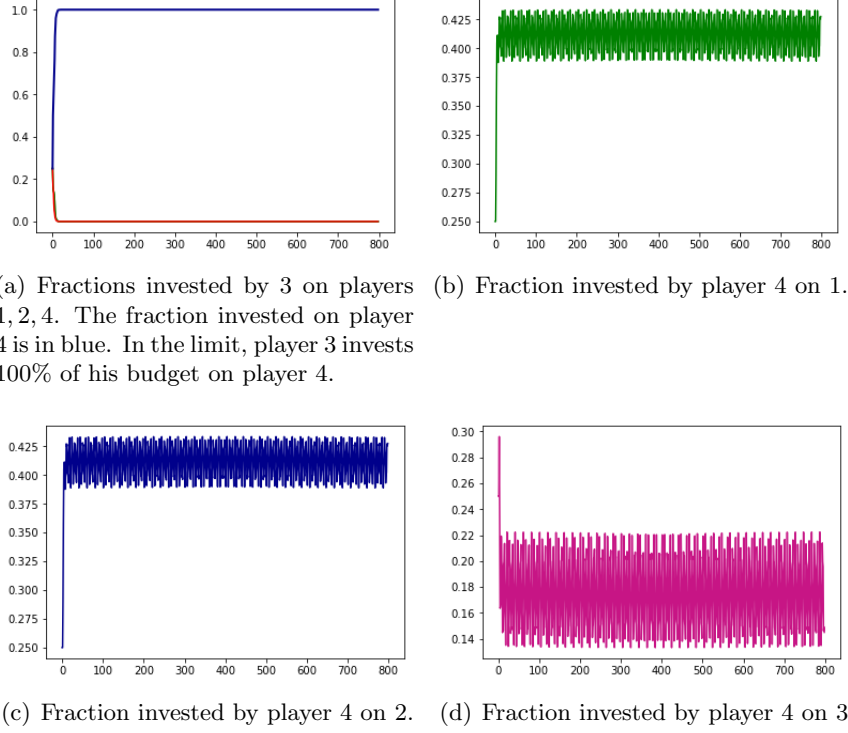 1.0
0.8
0.6
0.4
0.2
0.0
0 100 200 300 400 500 600 700 800
0.425
0.400
0.375
0.350
0.325
0.300
0.275
0.250
0 100 200 300 400 500 600 700 800
(a) Fractions invested by 3 on players
1, 2, 4. The fraction invested on player
4 is in blue. In the limit, player 3 invests
100% of his budget on player 4.
(b) Fraction invested by player 4 on 1.
0.425
0.400
0.375
0.350
0.325
0.300
0.275
0.250
0 100 200 300 400 500 600 700 800
0.30
0.28
0.26
0.24
0.22
0.20
0.18
0.16
0.14
0 100 200 300 400 500 600 700 800
(c) Fraction invested by player 4 on 2.
(d) Fraction invested by player 4 on 3